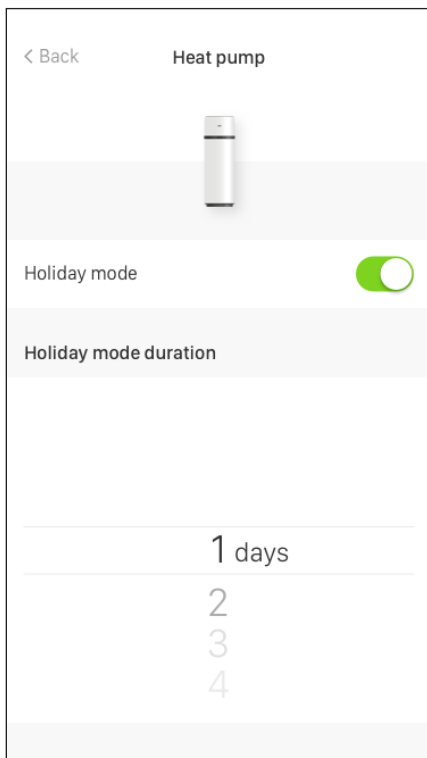 < Back Heat pump
Holiday mode
Holiday mode duration
1 days
2
3
4